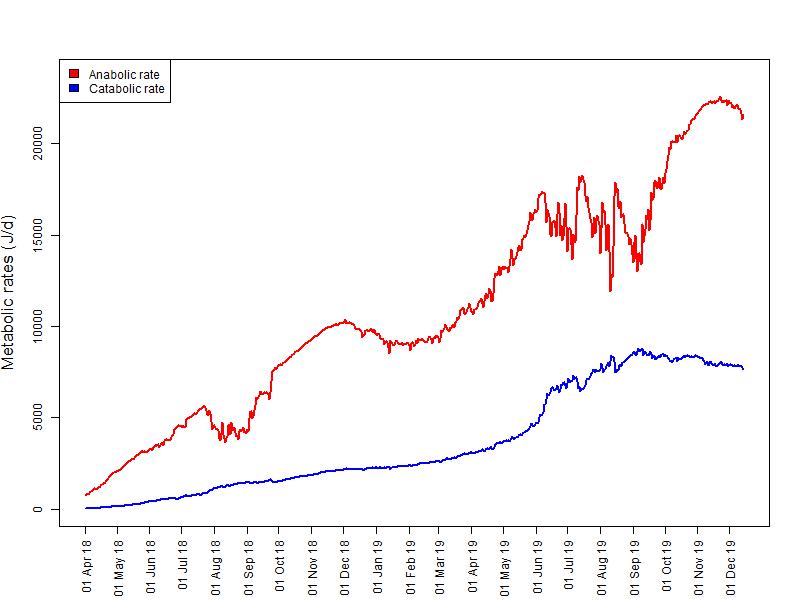 Anabolic rate
Catabolic rate
Metabolic rates (J/d)
20000
15000
10000
5000
0
01 Apr 18
01 May 18
01 Jun 18
01 Jul 18
01 Aug 18
01 Sep 18
01 Oct 18
01 Nov 18
01 Dec 18
01 Jan 19
01 Feb 19
01 Mar 19
01 Apr 19
01 May 19
01 Jun 19
01 Jul 19
01 Aug 19
01 Sep 19
01 Oct 19
01 Nov 19
01 Dec 19